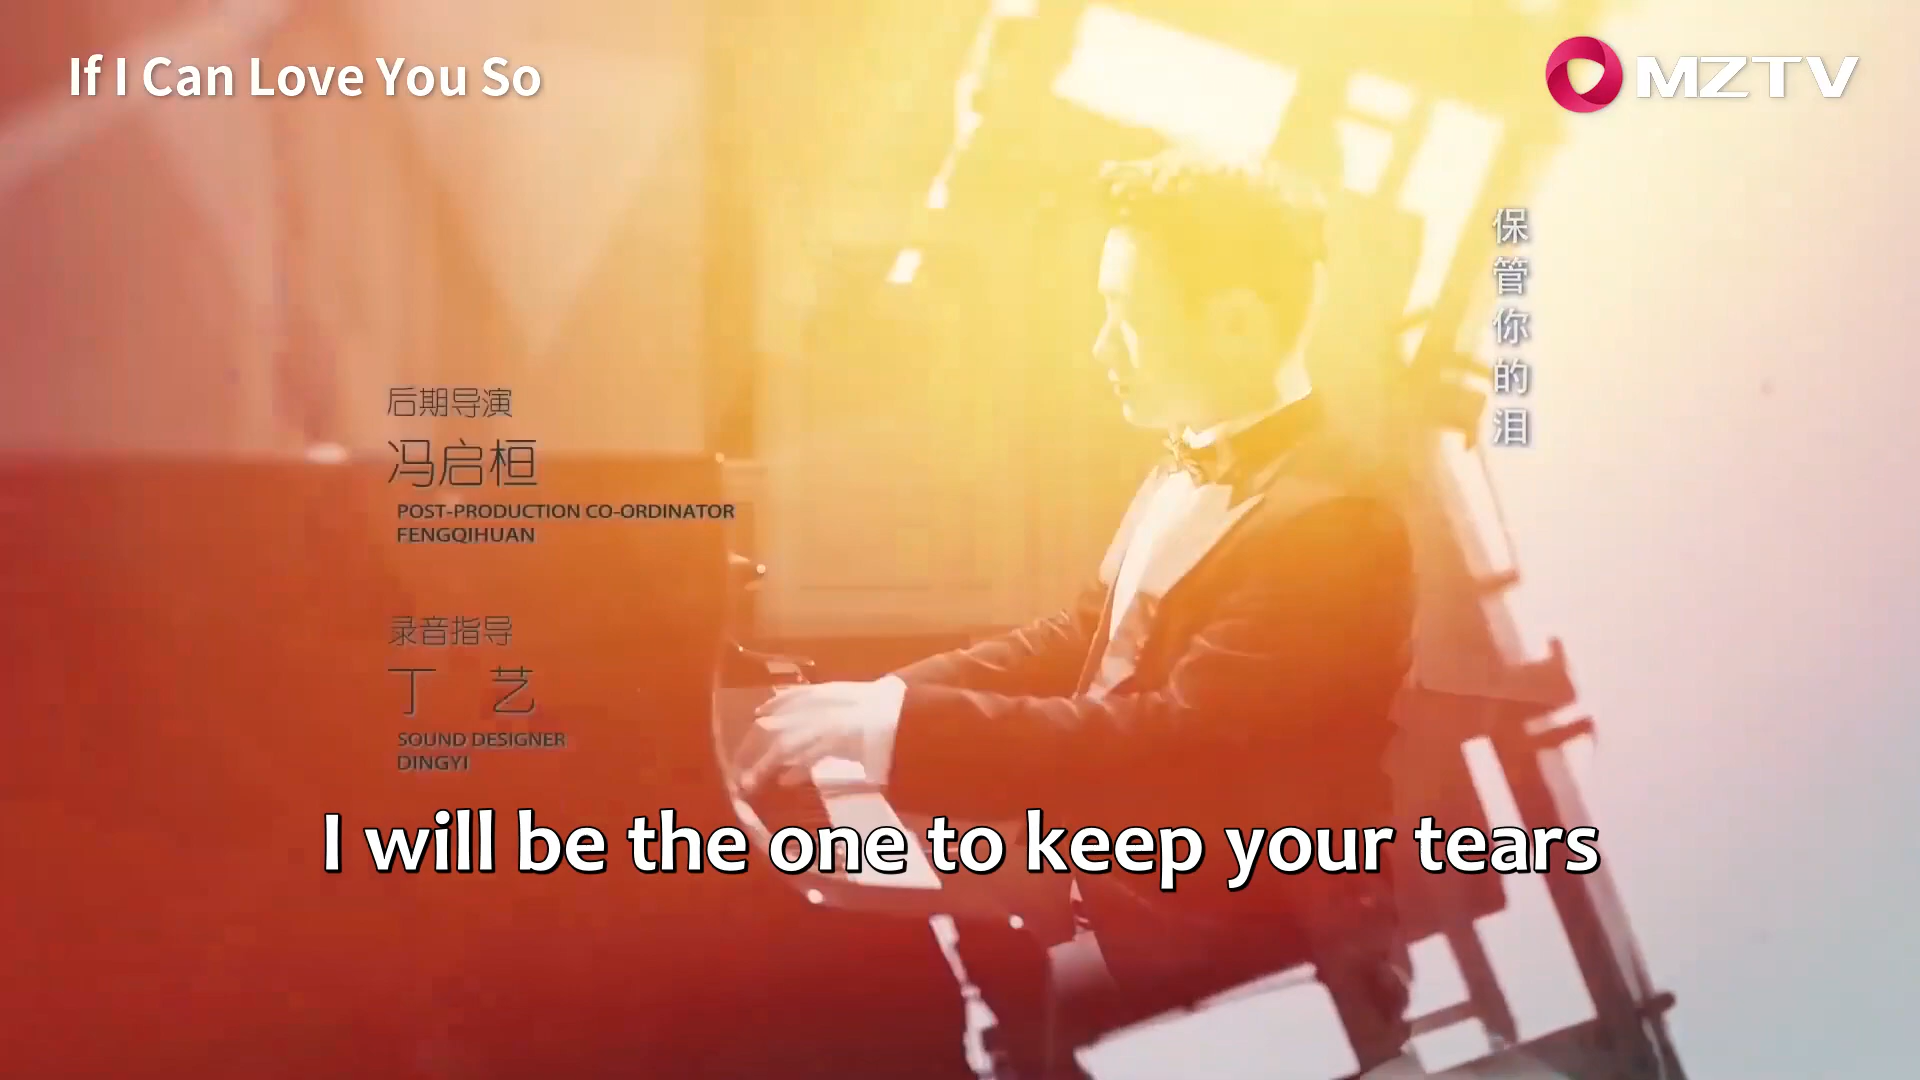 If I Can Love You So
MZTV
保管你的泪
后期导演
冯启桓
POST-PRODUCTION CO-ORDINATOR
FENGQIHUAN
录音指导
丁 艺
SOUND DESIGNER
DINGYI
I will be the one to keep your tears